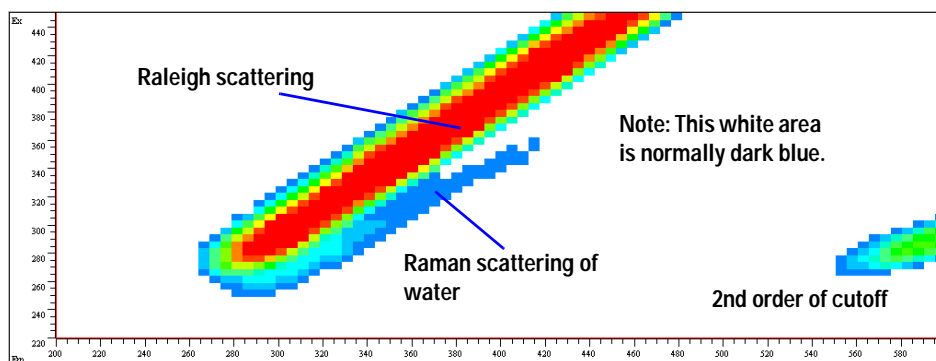 Ex
440
420
400
380
360
340
320
300
280
260
240
220
Raleigh scattering
Note: This white area
is normally dark blue.
Raman scattering of
water
2nd order of cutoff
200 220 240 260 280 300 320 340 360 380 400 420 440 460 480 500 520 540 560 580